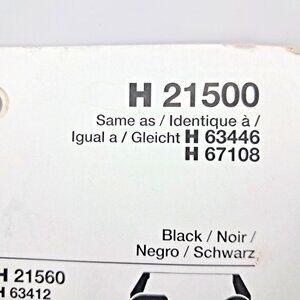 H 21500
Same as / Identique à /
Igual a / Gleicht H 63446
H 67108
Black / Noir /
Negro / Schwarz
H 21560
H 63412